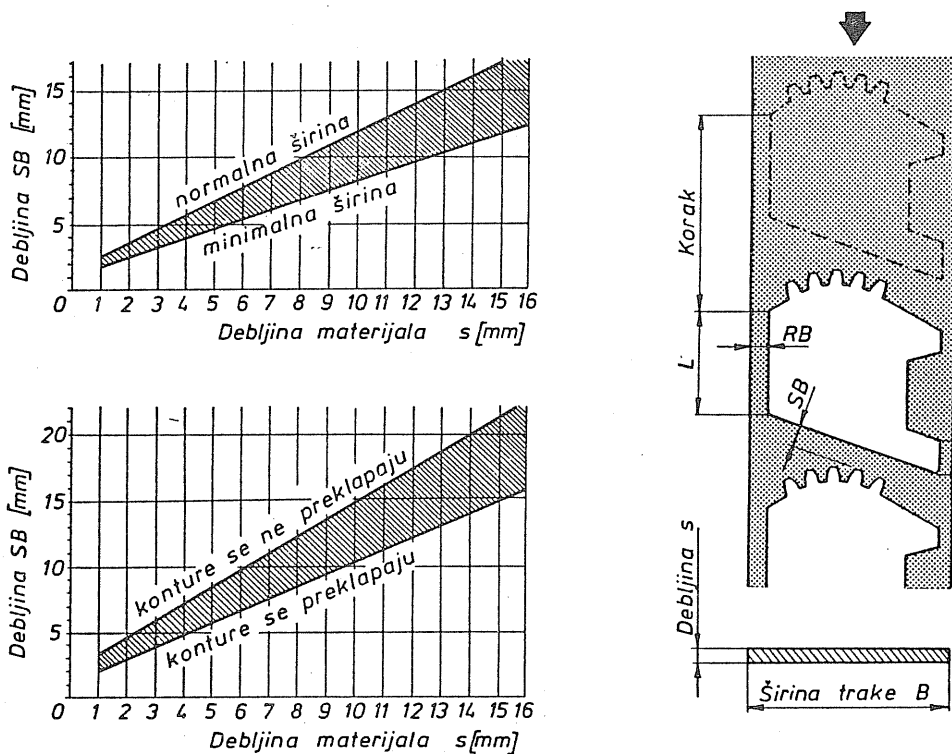 Debljina SB [mm]
15
10
5
0
normalna širina
minimalna širina
1 2 3 4 5 6 7 8 9 10 11 12 13 14 15 16
Debljina materijala s [mm]
Debljina SB [mm]
20
15
10
5
0
konture se ne preklapaju
konture se preklapaju
1 2 3 4 5 6 7 8 9 10 11 12 13 14 15 16
Debljina materijala s [mm]
Korak
L
RB
SB
Debljina s
Širina trake B